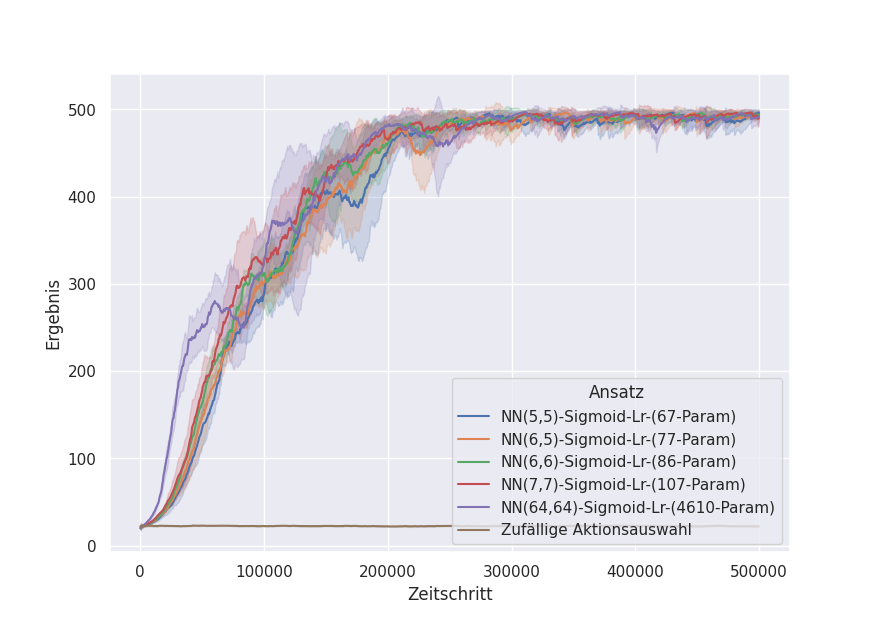 500
400
300
200
100
0
Ergebnis
Ansatz
NN(5,5)-Sigmoid-Lr-(67-Param)
NN(6,5)-Sigmoid-Lr-(77-Param)
NN(6,6)-Sigmoid-Lr-(86-Param)
NN(7,7)-Sigmoid-Lr-(107-Param)
NN(64,64)-Sigmoid-Lr-(4610-Param)
Zufällige Aktionsauswahl
0 100000 200000 300000 400000 500000
Zeitschritt